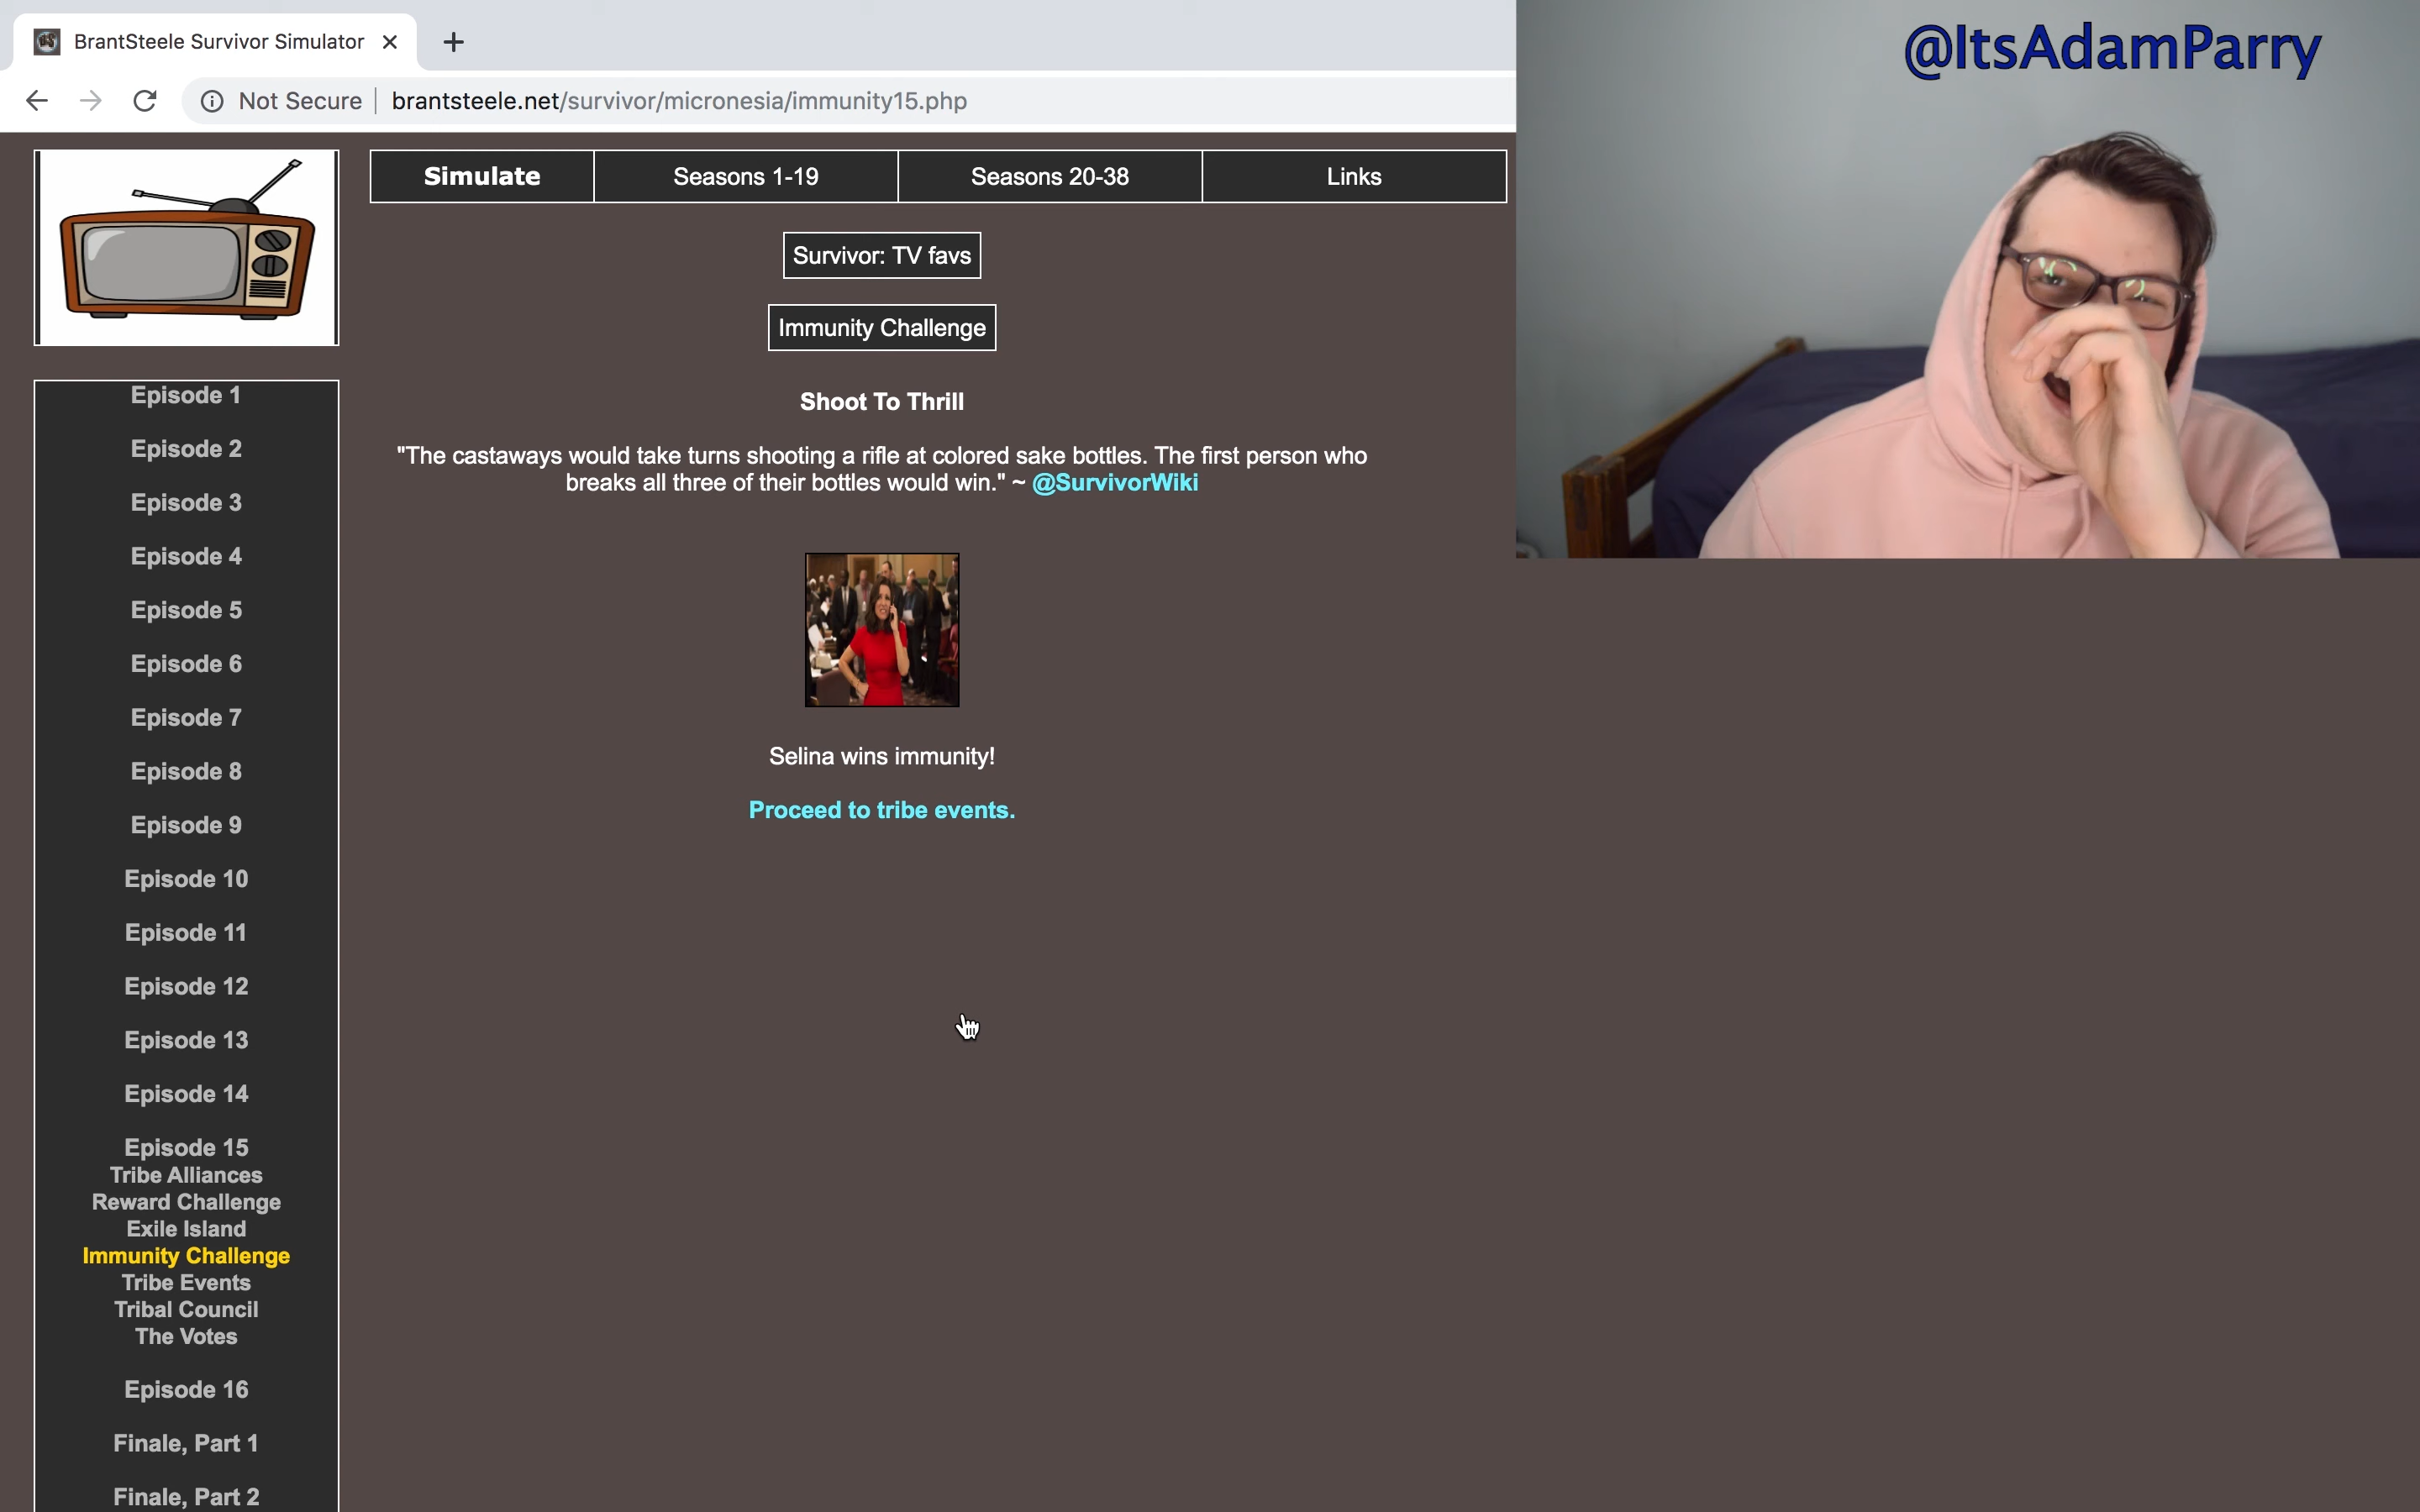 BrantSteele Survivor Simulator
Not Secure
brantsteele.net/survivor/micronesia/immunity15.php
@ItsAdamParry
Simulate
Seasons 1-19
Seasons 20-38
Links
Survivor: TV favs
Immunity Challenge
Shoot To Thrill
"The castaways would take turns shooting a rifle at colored sake bottles. The first person who
breaks all three of their bottles would win." ~ @SurvivorWiki
Selina wins immunity!
Proceed to tribe events.
Episode 1
Episode 2
Episode 3
Episode 4
Episode 5
Episode 6
Episode 7
Episode 8
Episode 9
Episode 10
Episode 11
Episode 12
Episode 13
Episode 14
Episode 15
Tribe Alliances
Reward Challenge
Exile Island
Immunity Challenge
Tribe Events
Tribal Council
The Votes
Episode 16
Finale, Part 1
Finale, Part 2